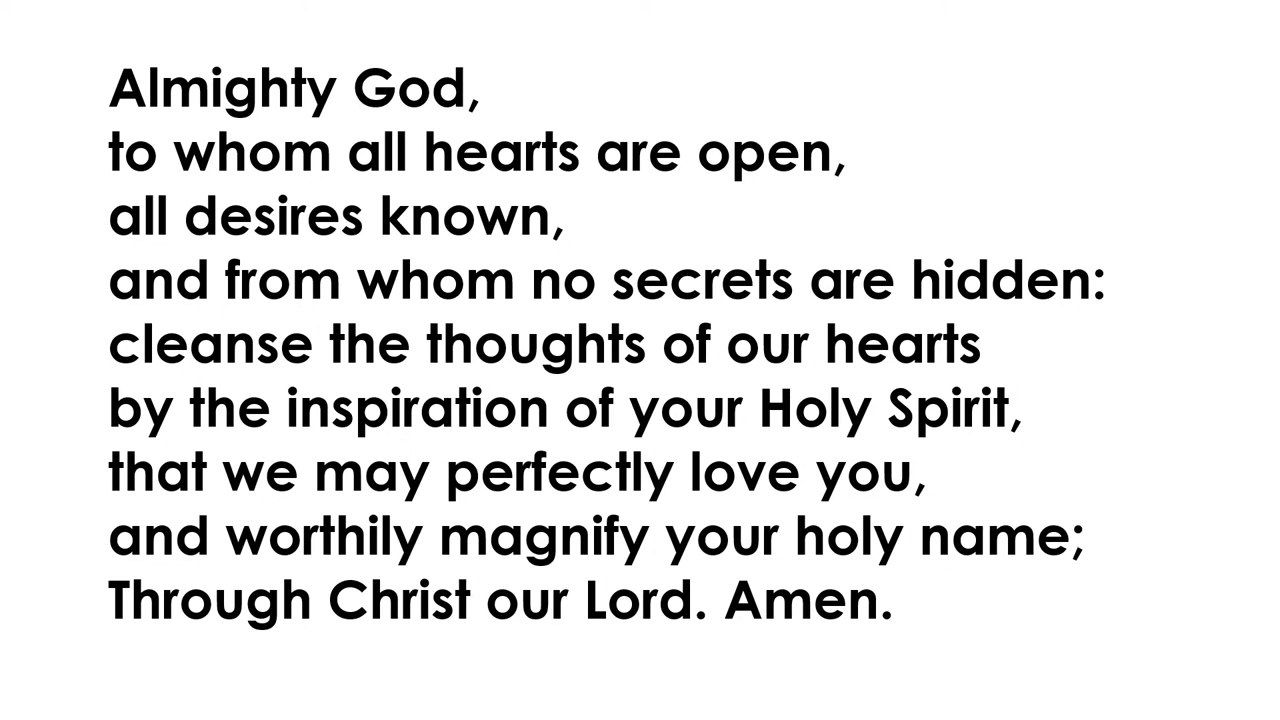 Almighty God,
to whom all hearts are open,
all desires known,
and from whom no secrets are hidden:
cleanse the thoughts of our hearts
by the inspiration of your Holy Spirit,
that we may perfectly love you,
and worthily magnify your holy name;
Through Christ our Lord. Amen.